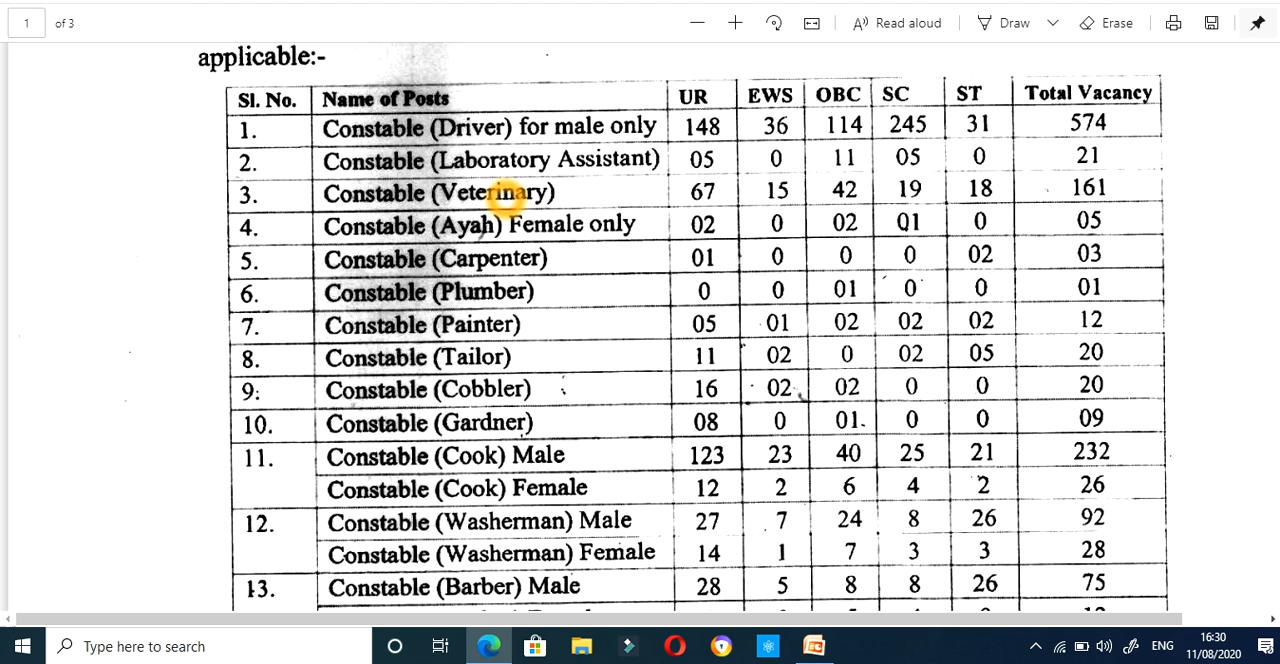 1 of 3 Read aloud Draw Erase
applicable:-
Sl. No. Name of Posts UR EWS OBC SC ST Total Vacancy
1. Constable (Driver) for male only 148 36 114 245 31 574
2. Constable (Laboratory Assistant) 05 0 11 05 0 21
3. Constable (Veterinary) 67 15 42 19 18 161
4. Constable (Ayah) Female only 02 0 02 01 0 05
5. Constable (Carpenter) 01 0 0 0 02 03
6. Constable (Plumber) 0 0 01 0 0 01
7. Constable (Painter) 05 01 02 02 02 12
8. Constable (Tailor) 11 02 0 02 05 20
9. Constable (Cobbler) 16 02 02 0 0 20
10. Constable (Gardner) 08 0 01 0 0 09
11. Constable (Cook) Male 123 23 40 25 21 232
Constable (Cook) Female 12 2 6 4 2 26
12. Constable (Washerman) Male 27 7 24 8 26 92
Constable (Washerman) Female 14 1 7 3 3 28
13. Constable (Barber) Male 28 5 8 8 26 75
Type here to search ENG 16:30
11/08/2020